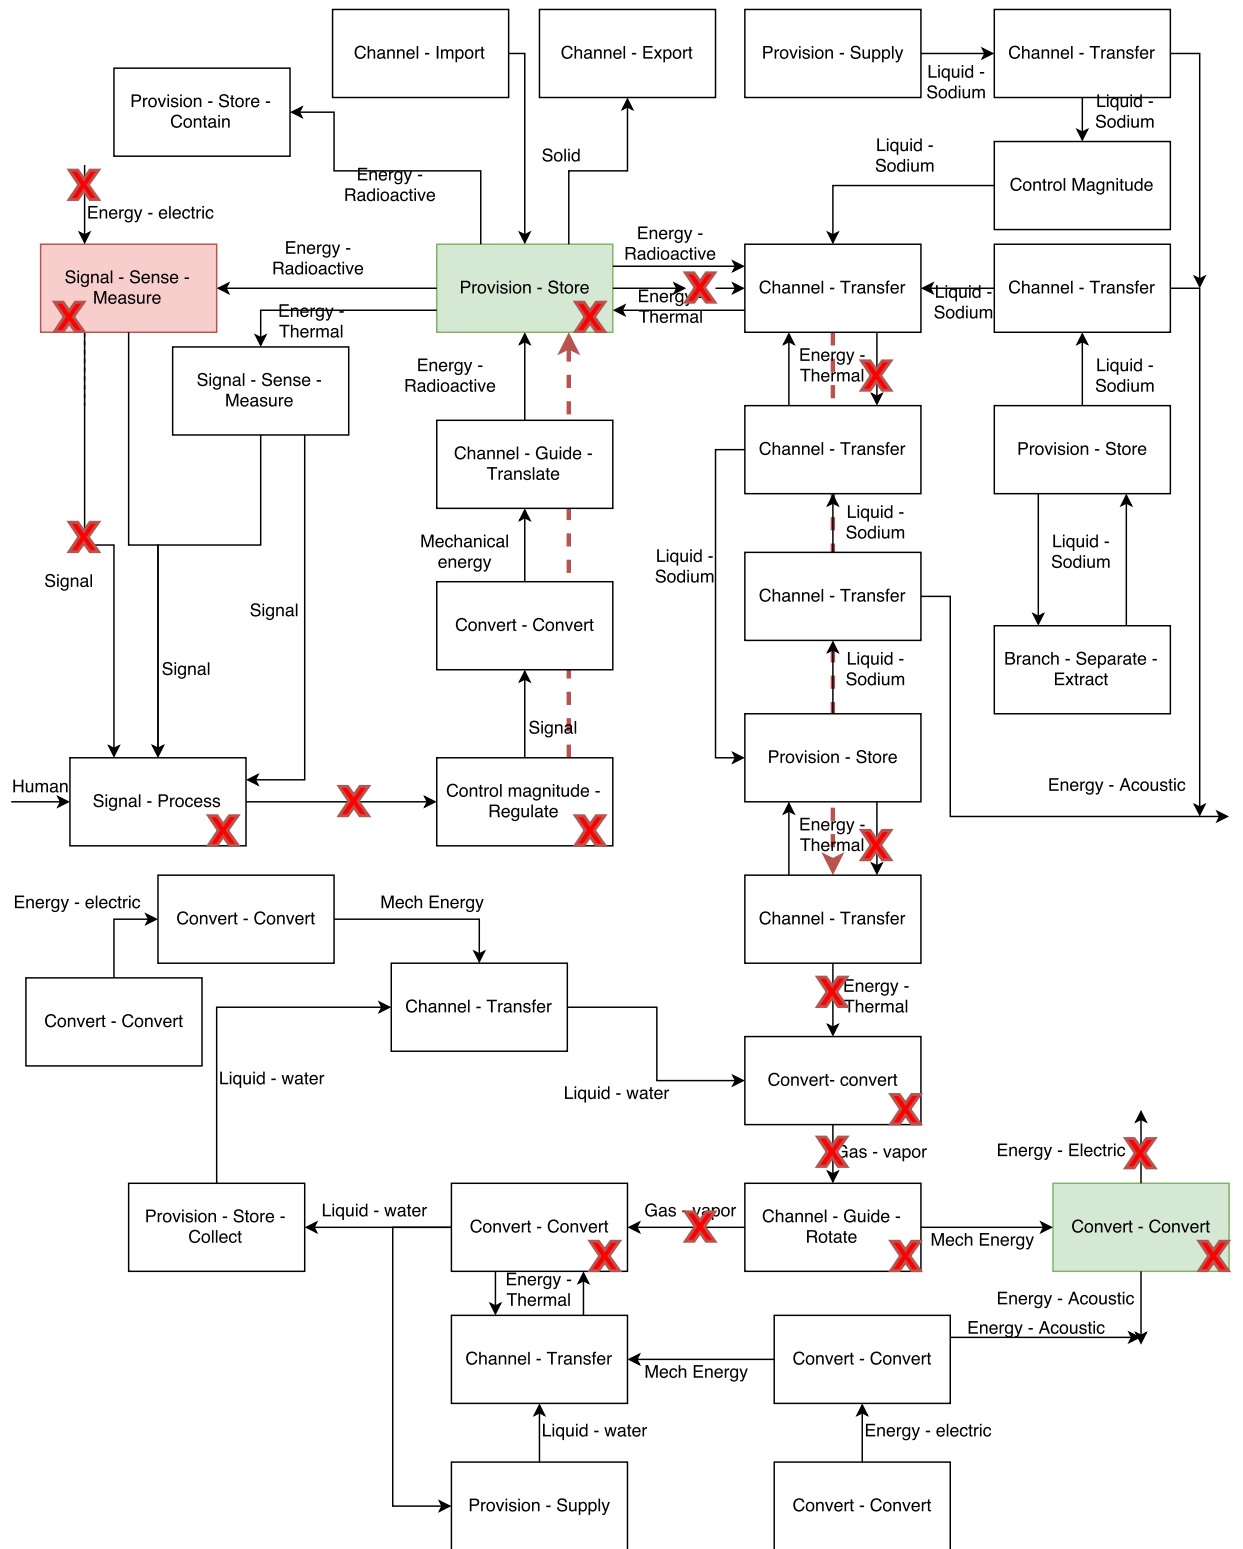 Channel - Import
Channel - Export
Provision - Supply
Channel - Transfer
Liquid -
Sodium
Provision - Store -
Contain
Liquid -
Sodium
Solid
Liquid -
Sodium
Control Magnitude
Energy -
Radioactive
X
Energy - electric
Energy -
Radioactive
Energy -
Radioactive
Signal - Sense -
Measure
X
Provision - Store
X
X
Energy -
Thermal
Channel - Transfer
Liquid -
Sodium
Channel - Transfer
Energy -
Thermal
Signal - Sense -
Measure
Energy -
Radioactive
Energy -
Thermal
X
Liquid -
Sodium
Channel - Guide -
Translate
Channel - Transfer
Provision - Store
X
Signal
Mechanical
energy
Liquid -
Sodium
Liquid -
Sodium
Liquid -
Sodium
Signal
Convert - Convert
Channel - Transfer
Signal
Liquid -
Sodium
Branch - Separate -
Extract
Signal
Provision - Store
Human
Signal - Process
X
X
Control magnitude -
Regulate
X
Energy - Acoustic
Energy -
Thermal
X
Energy - electric
Convert - Convert
Mech Energy
Channel - Transfer
Convert - Convert
Channel - Transfer
X
Energy -
Thermal
Liquid - water
Liquid - water
Convert- convert
X
X
Gas - vapor
Energy - Electric
X
Provision - Store -
Collect
Liquid - water
Convert - Convert
X
Gas - vapor
X
Channel - Guide -
Rotate
X
Mech Energy
Convert - Convert
X
Energy -
Thermal
Energy - Acoustic
Energy - Acoustic
Channel - Transfer
Mech Energy
Convert - Convert
Liquid - water
Energy - electric
Provision - Supply
Convert - Convert